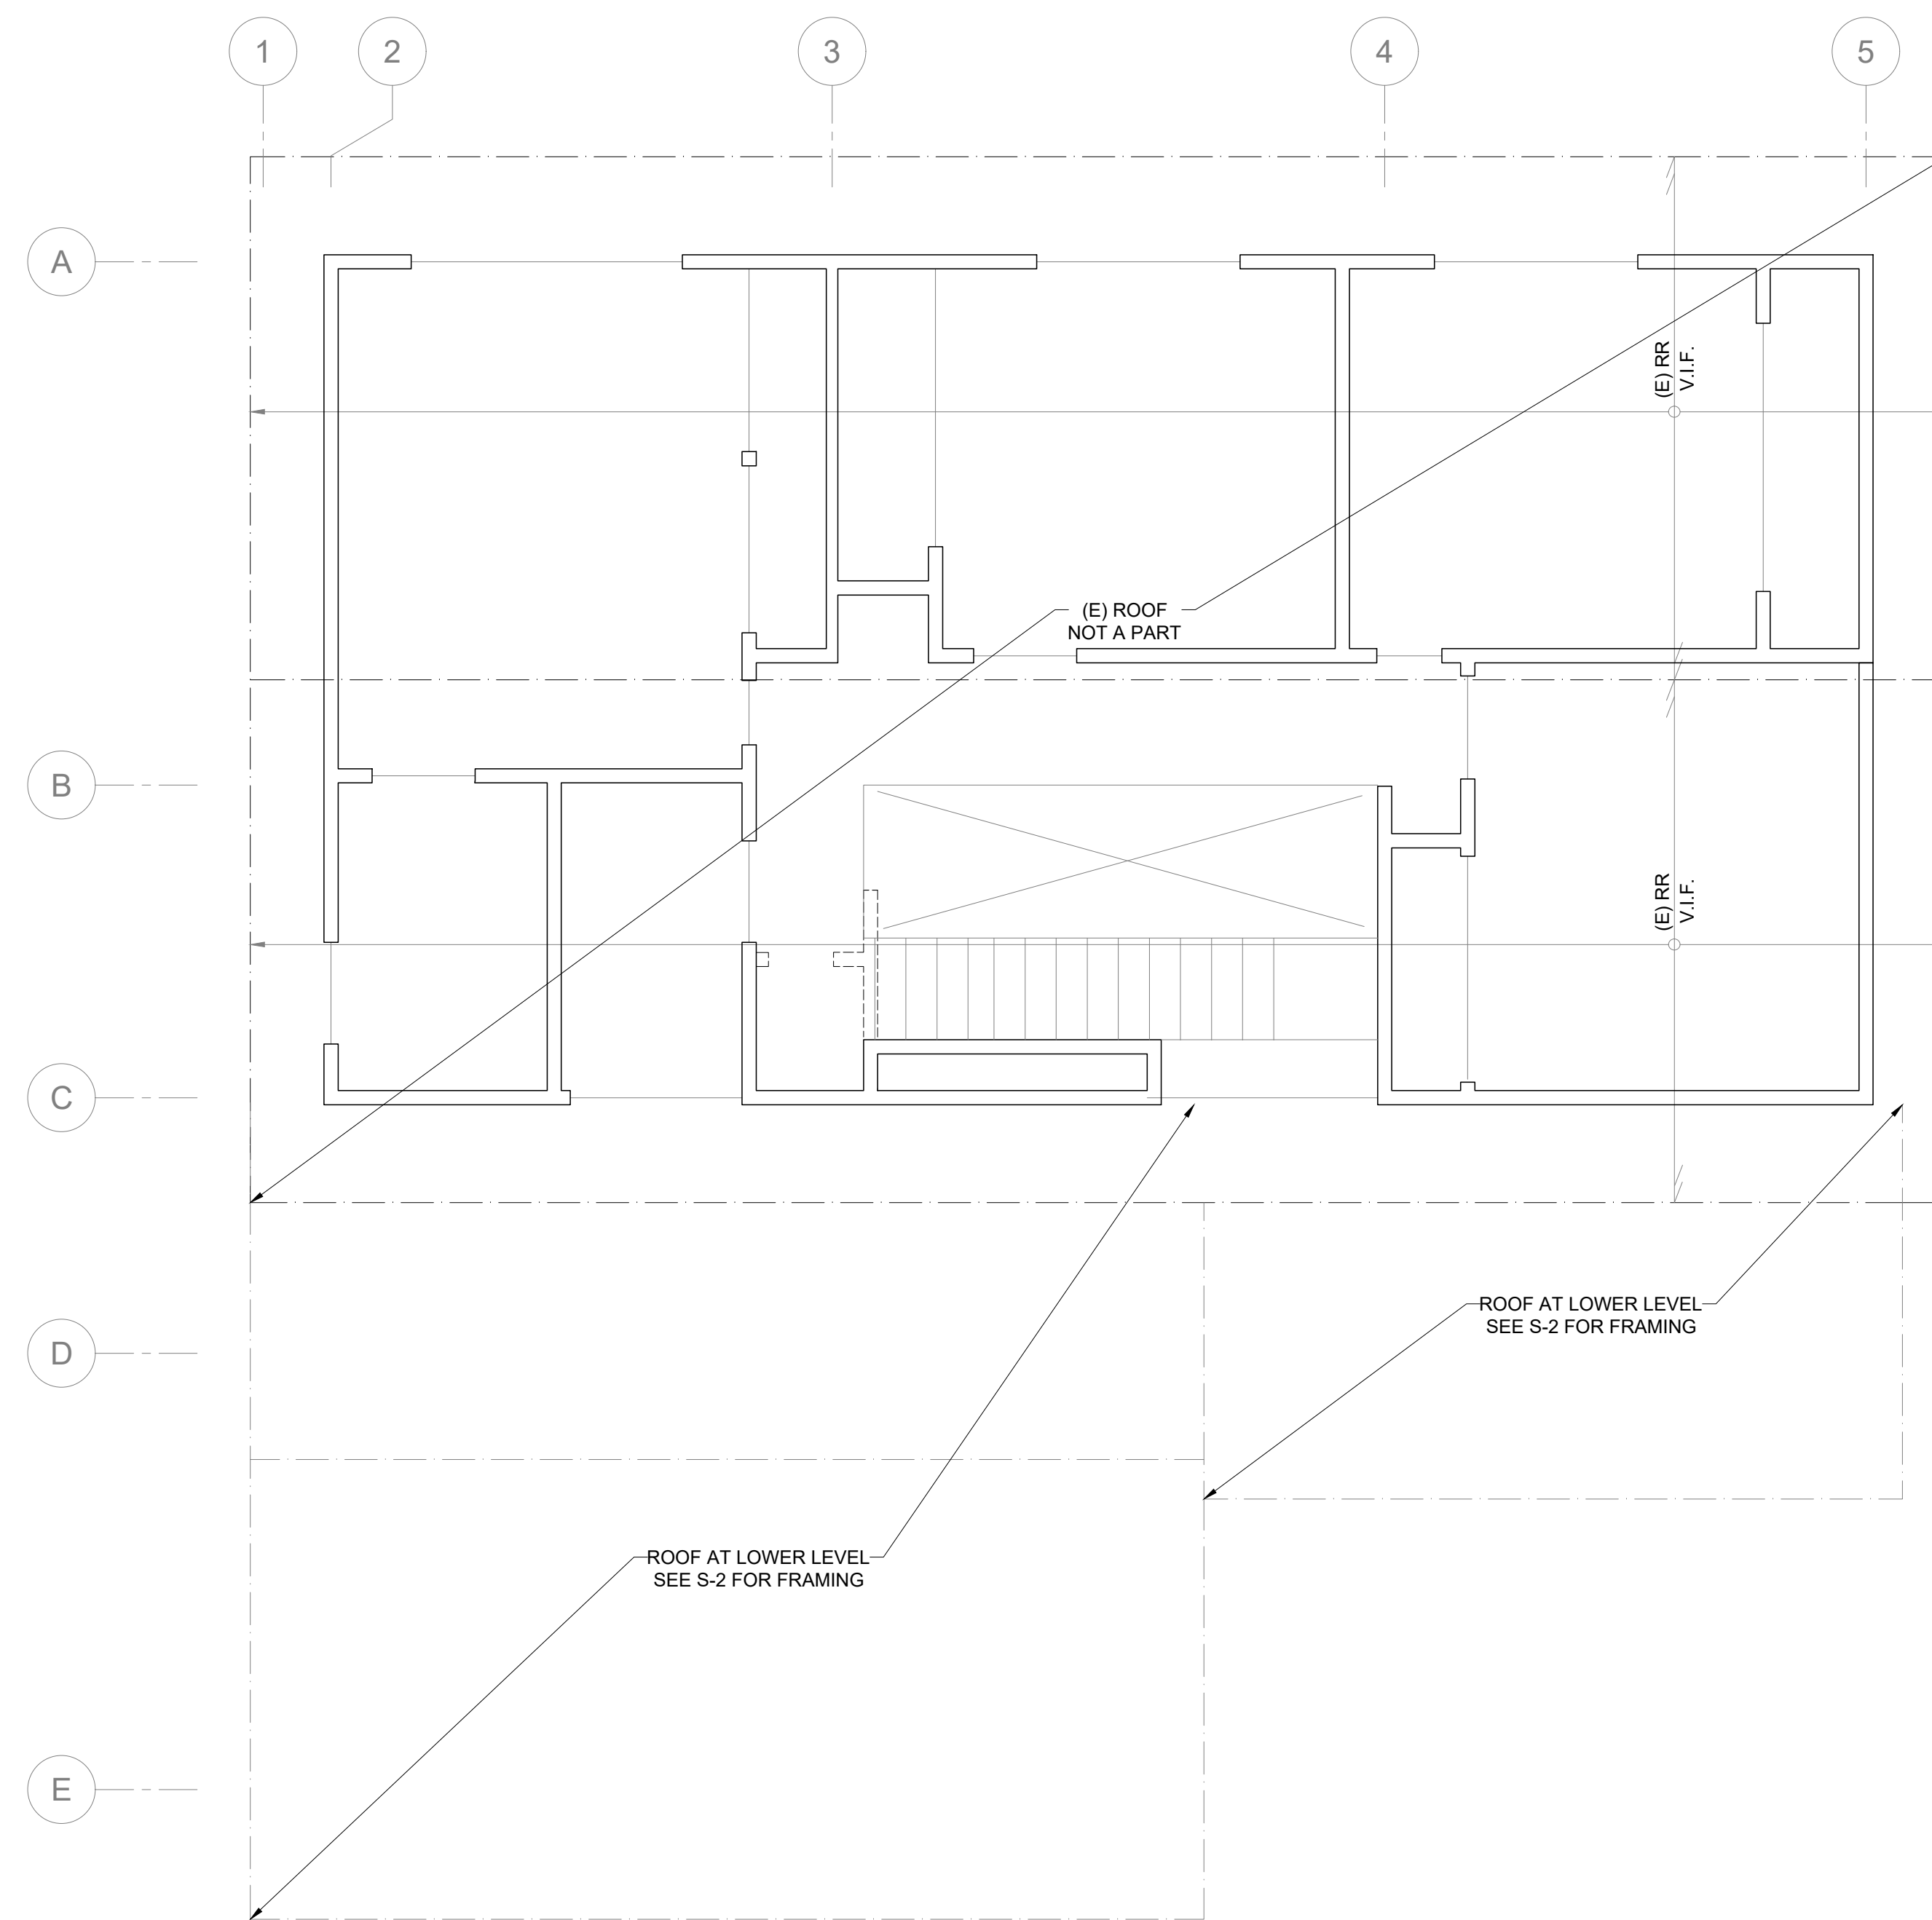 1
2
3
4
5
A
(E) RR
V.I.F.
(E) ROOF
NOT A PART
B
(E) RR
V.I.F.
C
D
ROOF AT LOWER LEVEL
SEE S-2 FOR FRAMING
ROOF AT LOWER LEVEL
SEE S-2 FOR FRAMING
E